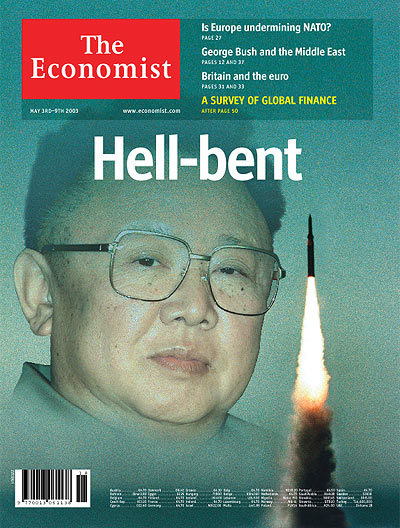 The
Economist
MAY 3RD–9TH 2003
www.economist.com
Is Europe undermining NATO?
PAGE 27
George Bush and the Middle East
PAGES 12 AND 37
Britain and the euro
PAGES 31 AND 33
A SURVEY OF GLOBAL FINANCE
AFTER PAGE 50
Hell-bent